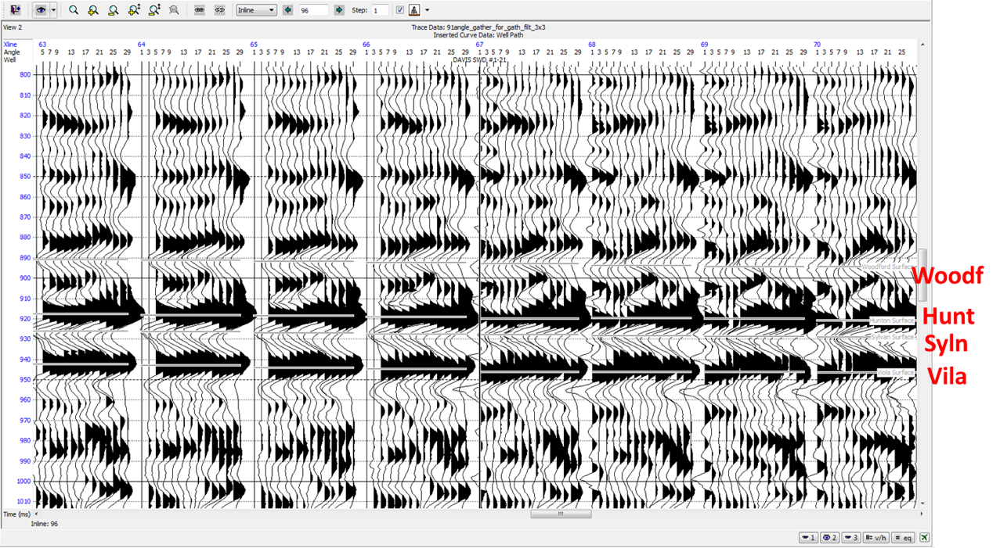 Inline 96 Step: 1
View 2
Trace Data: 91angle_gather_for_gath_filt_3x3
Inserted Curve Data: Well Path
Xline 63 64 65 66 67 68 69 70
Angle 5 7 9 13 17 21 25 29 1 3 5 7 9 13 17 21 25 29 1 3 5 7 9 13 17 21 25 29 1 3 5 7 9 13 17 21 25 29 1 3 5 7 9 13 17 21 25 29 1 3 5 7 9 13 17 21 25 29 1 3 5 7 9 13 17 21 25 29 1 3 5 7 9 13 17 21 25
Well DAVIS SWD #1-21
800
810
820
830
840
850
860
870
880
890
Woodford Surface
900
Woodf
910
Hunton Surface
Hunt
920
Sylvan Surface
930
Syln
940
Viola Surface
Vila
950
960
970
980
990
1000
1010
Time (ms)
Inline: 96
1 2 3 v/h eq